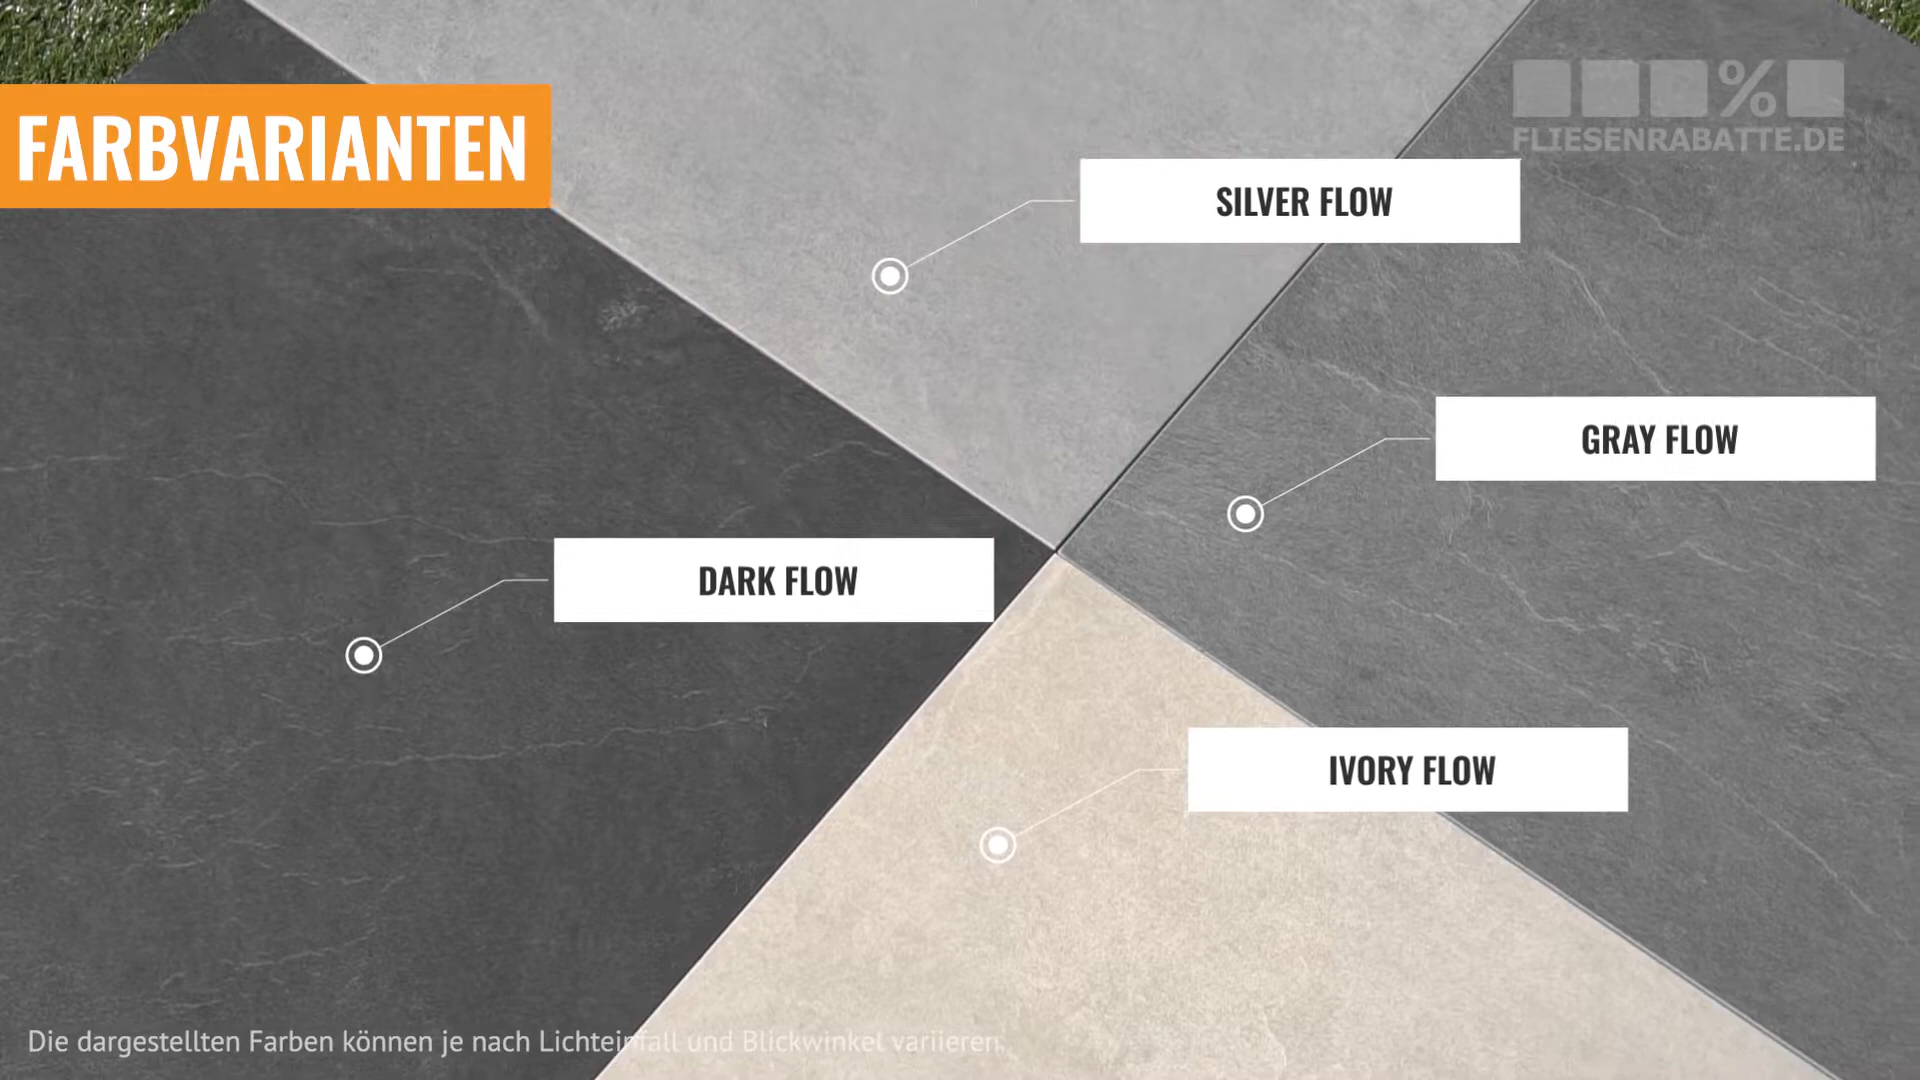 FARBVARIANTEN
%
FLIESENRABATTE.DE
SILVER FLOW
GRAY FLOW
DARK FLOW
IVORY FLOW
Die dargestellten Farben können je nach Lichteinfall und Blickwinkel variieren.